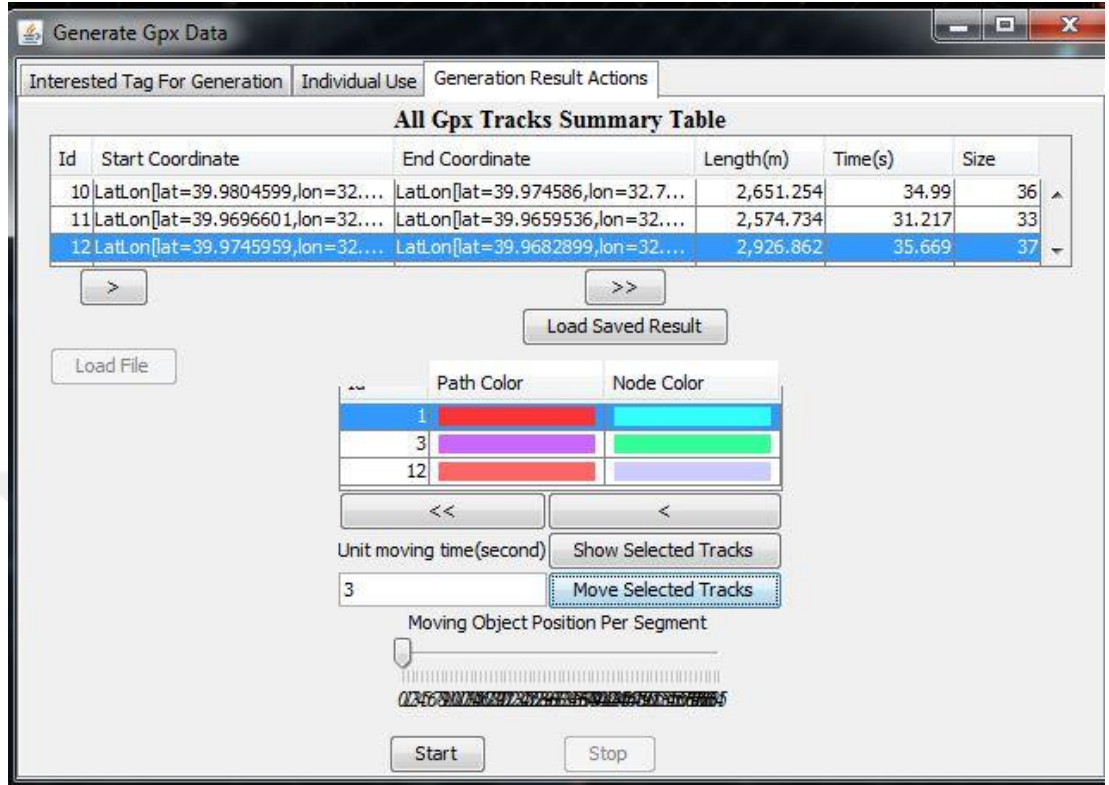 Generate Gpx Data
Interested Tag For Generation Individual Use Generation Result Actions
All Gpx Tracks Summary Table
Id Start Coordinate End Coordinate Length(m) Time(s) Size
10 LatLon[lat=39.9804599,lon=32.... LatLon[lat=39.974586,lon=32.7... 2,651.254 34.99 36
11 LatLon[lat=39.9696601,lon=32.... LatLon[lat=39.9659536,lon=32.... 2,574.734 31.217 33
12 LatLon[lat=39.9745959,lon=32.... LatLon[lat=39.9682899,lon=32.... 2,926.862 35.669 37
> >>
Load Saved Result
Load File
Path Color Node Color
1
3
12
<< <
Unit moving time(second) Show Selected Tracks
3 Move Selected Tracks
Moving Object Position Per Segment
Start Stop